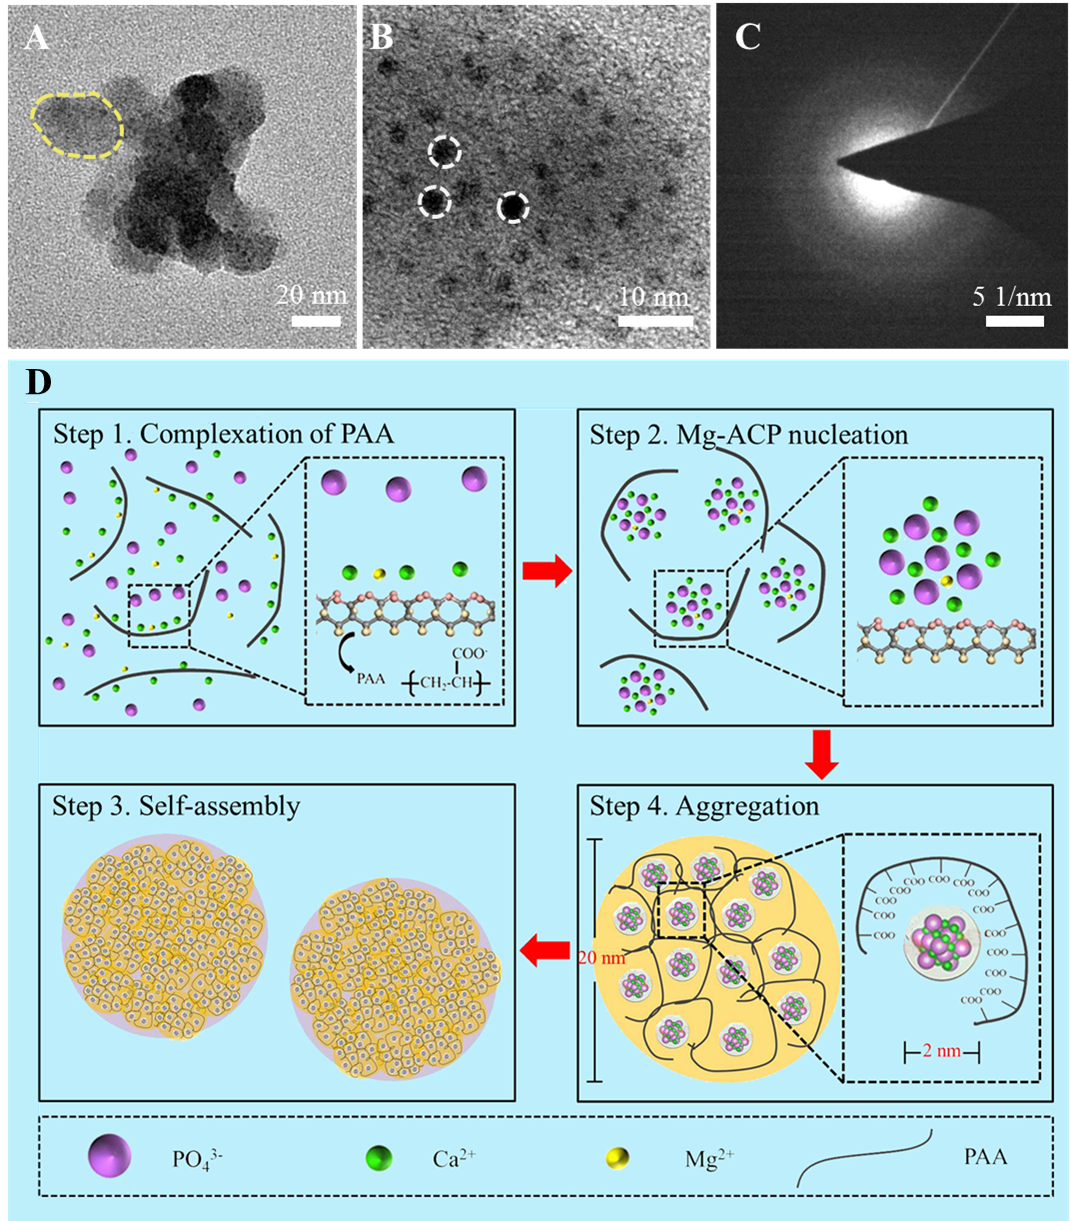 A
20 nm
B
10 nm
C
5 1/nm
D
Step 1. Complexation of PAA
COO-
PAA
CH2-CH
Step 2. Mg-ACP nucleation
Step 3. Self-assembly
Step 4. Aggregation
20 nm
COO
COO
COO
COO
COO
COO
COO
COO
COO
COO
COO
COO
COO
2 nm
PO43-
Ca2+
Mg2+
PAA